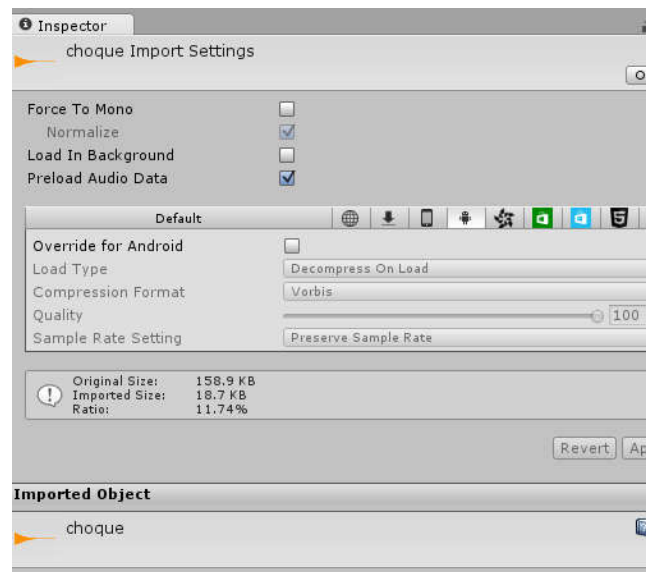 Inspector
choque Import Settings
O
Force To Mono
Normalize
Load In Background
Preload Audio Data
Default
Override for Android
Load Type Decompress On Load
Compression Format Vorbis
Quality 100
Sample Rate Setting Preserve Sample Rate
Original Size: 158.9 KB
Imported Size: 18.7 KB
Ratio: 11.74%
Revert Ap
Imported Object
choque